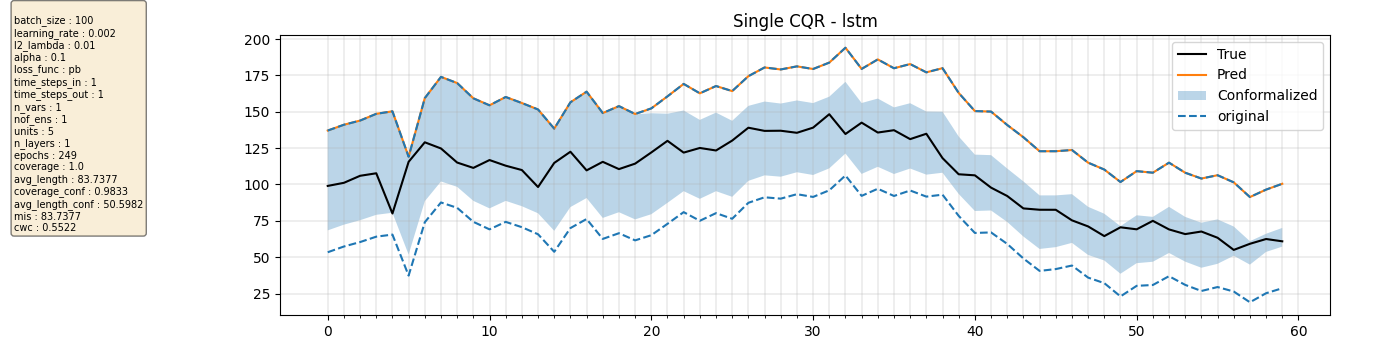 batch_size : 100
learning_rate : 0.002
l2_lambda : 0.01
alpha : 0.1
loss_func : pb
time_steps_in : 1
time_steps_out : 1
n_vars : 1
nof_ens : 1
units : 5
n_layers : 1
epochs : 249
coverage : 1.0
avg_length : 83.7377
coverage_conf : 0.9833
avg_length_conf : 50.5982
mis : 83.7377
cwc : 0.5522
Single CQR - lstm
200
175
150
125
100
75
50
25
True
Pred
Conformalized
original
0 10 20 30 40 50 60